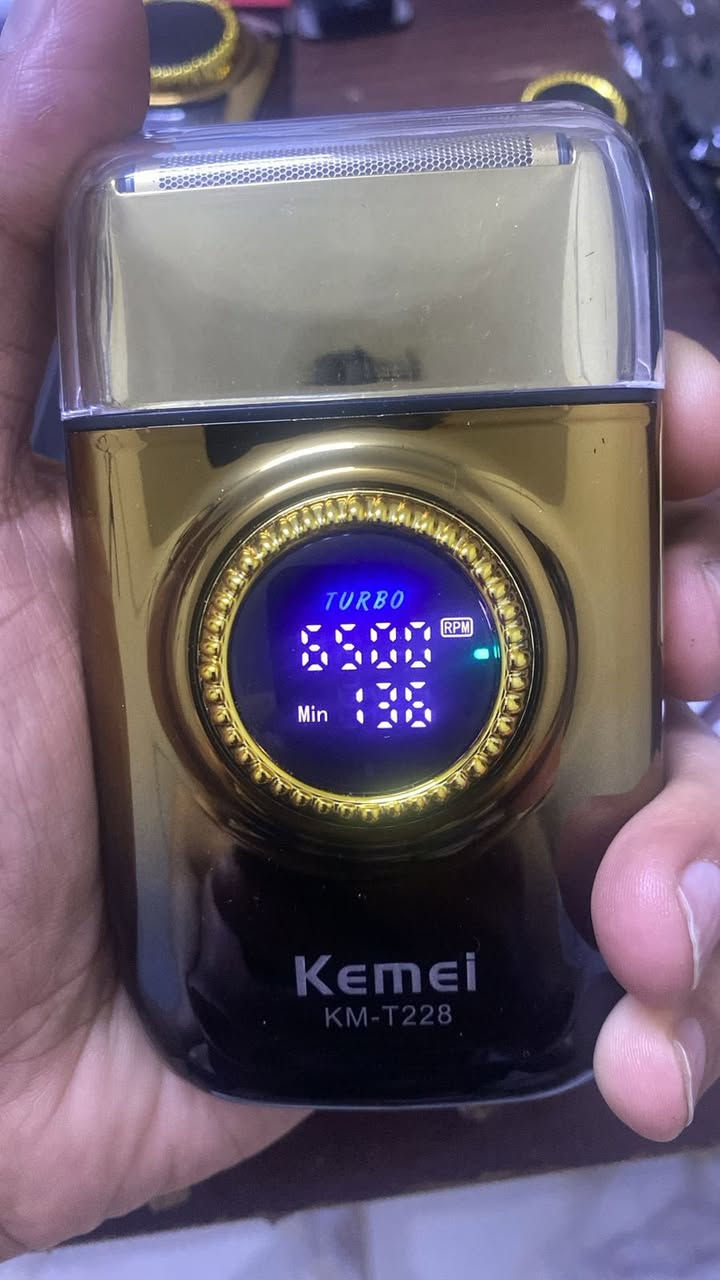 TURBO
6500 RPM
Min 136
Kemei
KM-T228